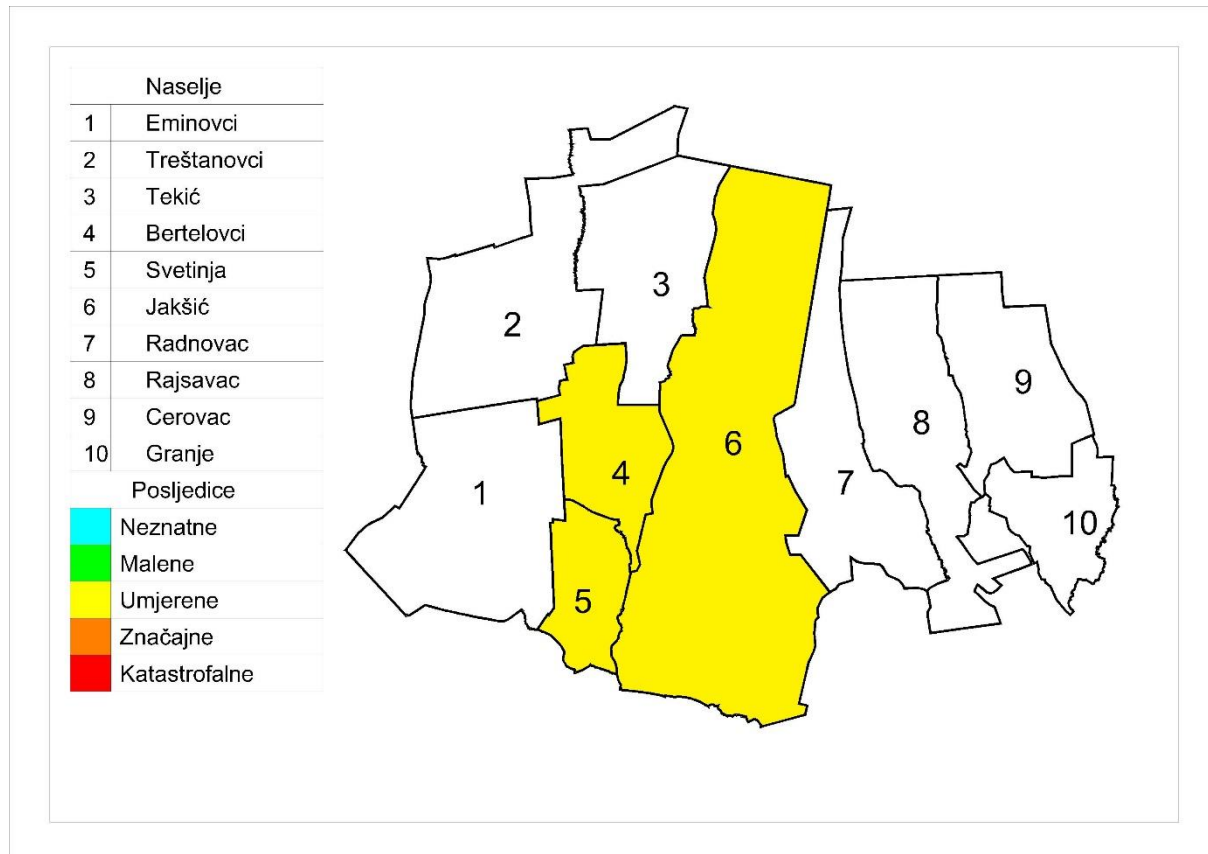 Naselje
1 Eminovci
2 Treštanovci
3 Tekić
4 Bertelovci
5 Svetinja
6 Jakšić
7 Radnovac
8 Rajsavac
9 Cerovac
10 Granje
Posljedice
Neznatne
Malene
Umjerene
Značajne
Katastrofalne
3
2
9
8
6
4
7
1
10
5